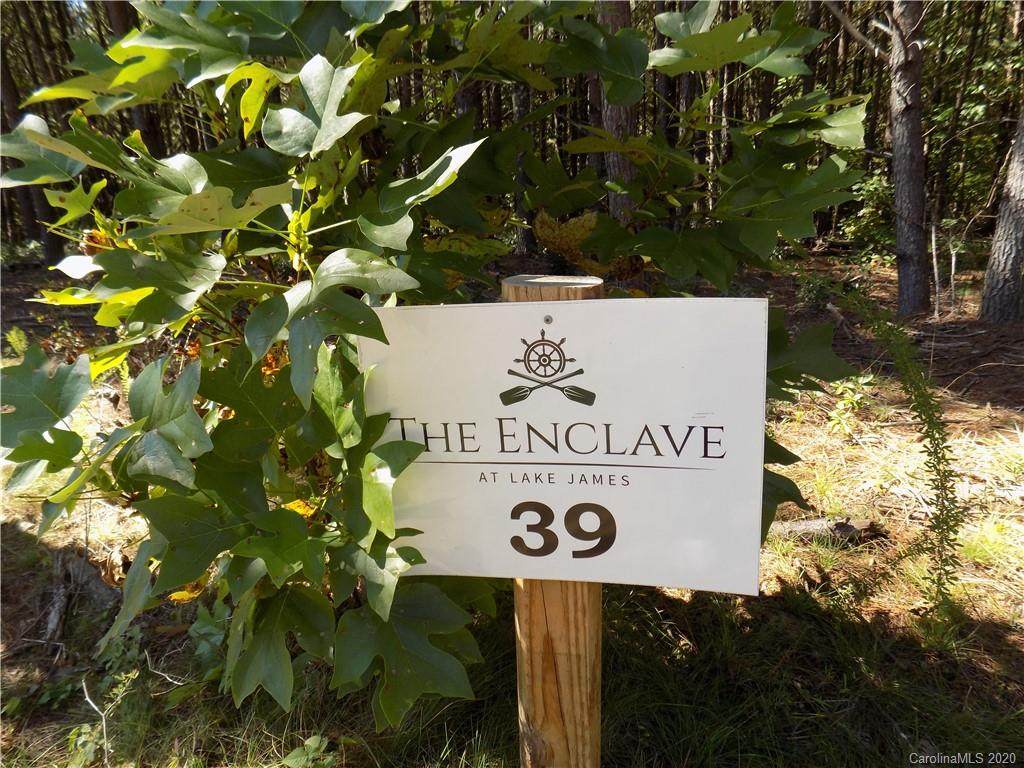 THE ENCLAVE
AT LAKE JAMES
39
CarolinaMLS 2020